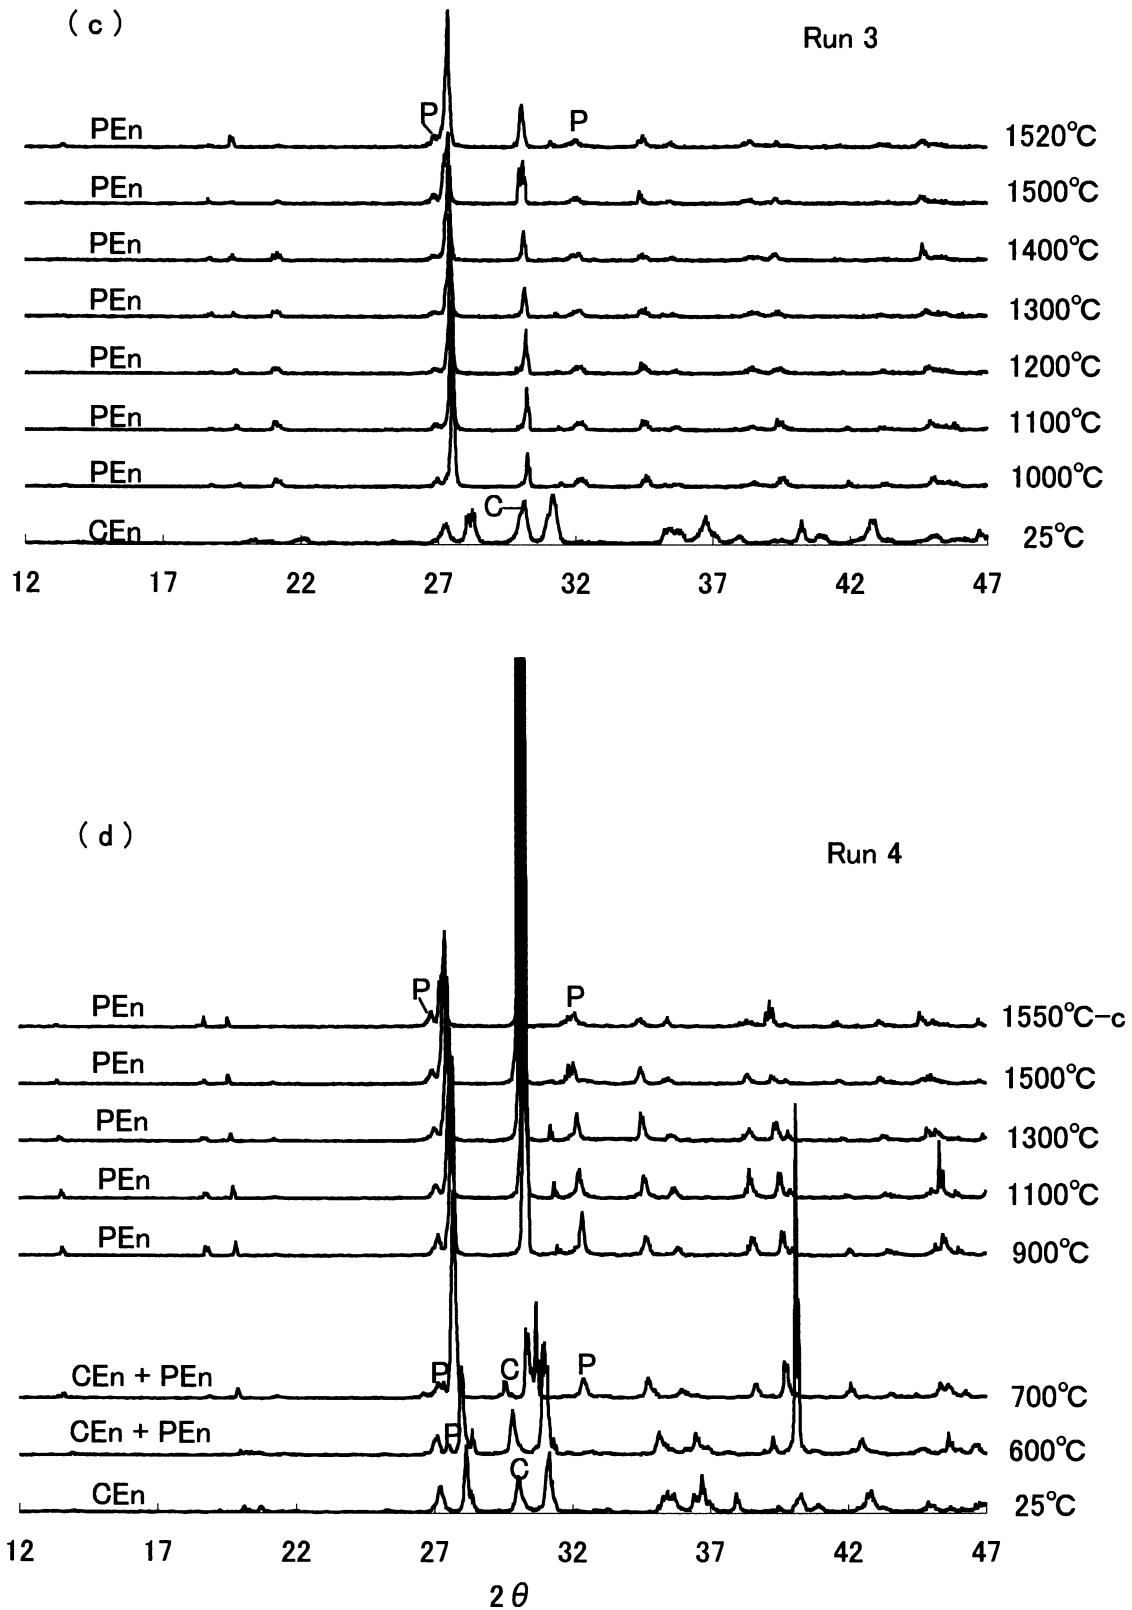 ( c )
Run 3
P
P
PEn
1520℃
PEn
1500℃
PEn
1400℃
PEn
1300℃
PEn
1200℃
PEn
1100℃
PEn
1000℃
C
CEn
25℃
12 17 22 27 32 37 42 47
( d )
Run 4
P
P
PEn
1550℃-c
PEn
1500℃
PEn
1300℃
PEn
1100℃
PEn
900℃
CEn + PEn
P
C
P
700℃
CEn + PEn
P
600℃
C
CEn
25℃
12 17 22 27 32 37 42 47
2θ